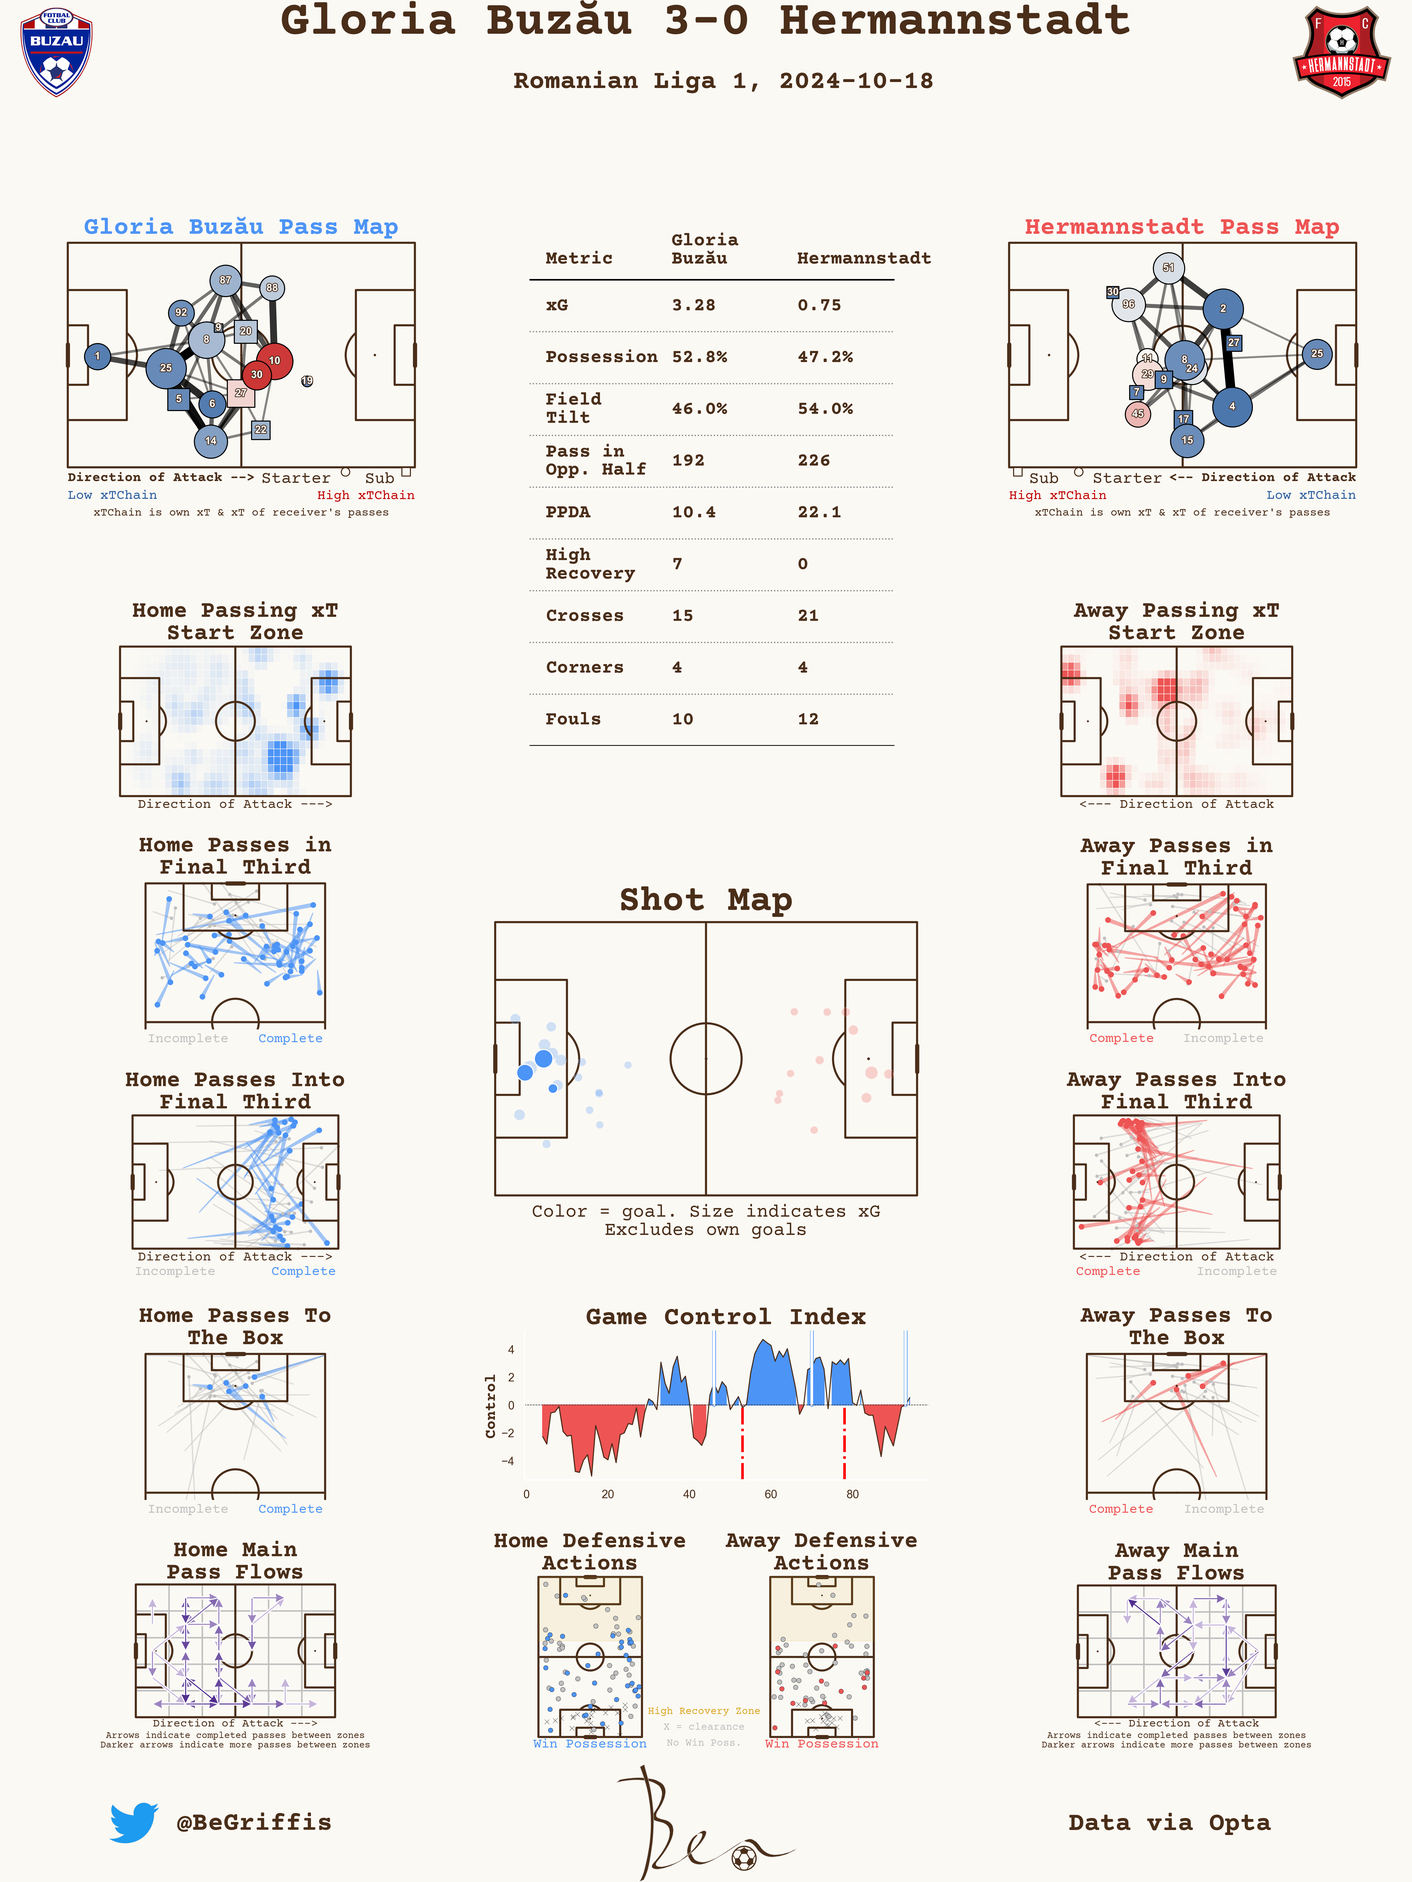 Gloria Buzău 3-0 Hermannstadt
Romanian Liga 1, 2024-10-18
FOTBAL CLUB
BUZAU
F C
HERMANNSTADT
2015
Gloria Buzău Pass Map
87
88
92
9
20
8
1
10
25
30
19
5
6
27
22
14
Direction of Attack -->
Starter
Sub
Low xTChain
High xTChain
xTChain is own xT & xT of receiver's passes
Metric Gloria Buzău Hermannstadt
xG 3.28 0.75
Possession 52.8% 47.2%
Field Tilt 46.0% 54.0%
Pass in Opp. Half 192 226
PPDA 10.4 22.1
High Recovery 7 0
Crosses 15 21
Corners 4 4
Fouls 10 12
Hermannstadt Pass Map
51
30
96
2
27
11
8
25
29
24
9
7
45
4
17
15
Sub
Starter
<-- Direction of Attack
High xTChain
Low xTChain
xTChain is own xT & xT of receiver's passes
Home Passing xT
Start Zone
Direction of Attack --->
Away Passing xT
Start Zone
<--- Direction of Attack
Home Passes in
Final Third
Incomplete
Complete
Away Passes in
Final Third
Complete
Incomplete
Shot Map
Color = goal. Size indicates xG
Excludes own goals
Home Passes Into
Final Third
Direction of Attack --->
Incomplete
Complete
Away Passes Into
Final Third
<--- Direction of Attack
Complete
Incomplete
Home Passes To
The Box
Incomplete
Complete
Game Control Index
Control
4
2
0
−2
−4
0
20
40
60
80
Away Passes To
The Box
Complete
Incomplete
Home Main
Pass Flows
Direction of Attack --->
Arrows indicate completed passes between zones
Darker arrows indicate more passes between zones
Home Defensive
Actions
Win Possession
High Recovery Zone
X = clearance
No Win Poss.
Away Defensive
Actions
Win Possession
Away Main
Pass Flows
<--- Direction of Attack
Arrows indicate completed passes between zones
Darker arrows indicate more passes between zones
@BeGriffis
Ben
Data via Opta